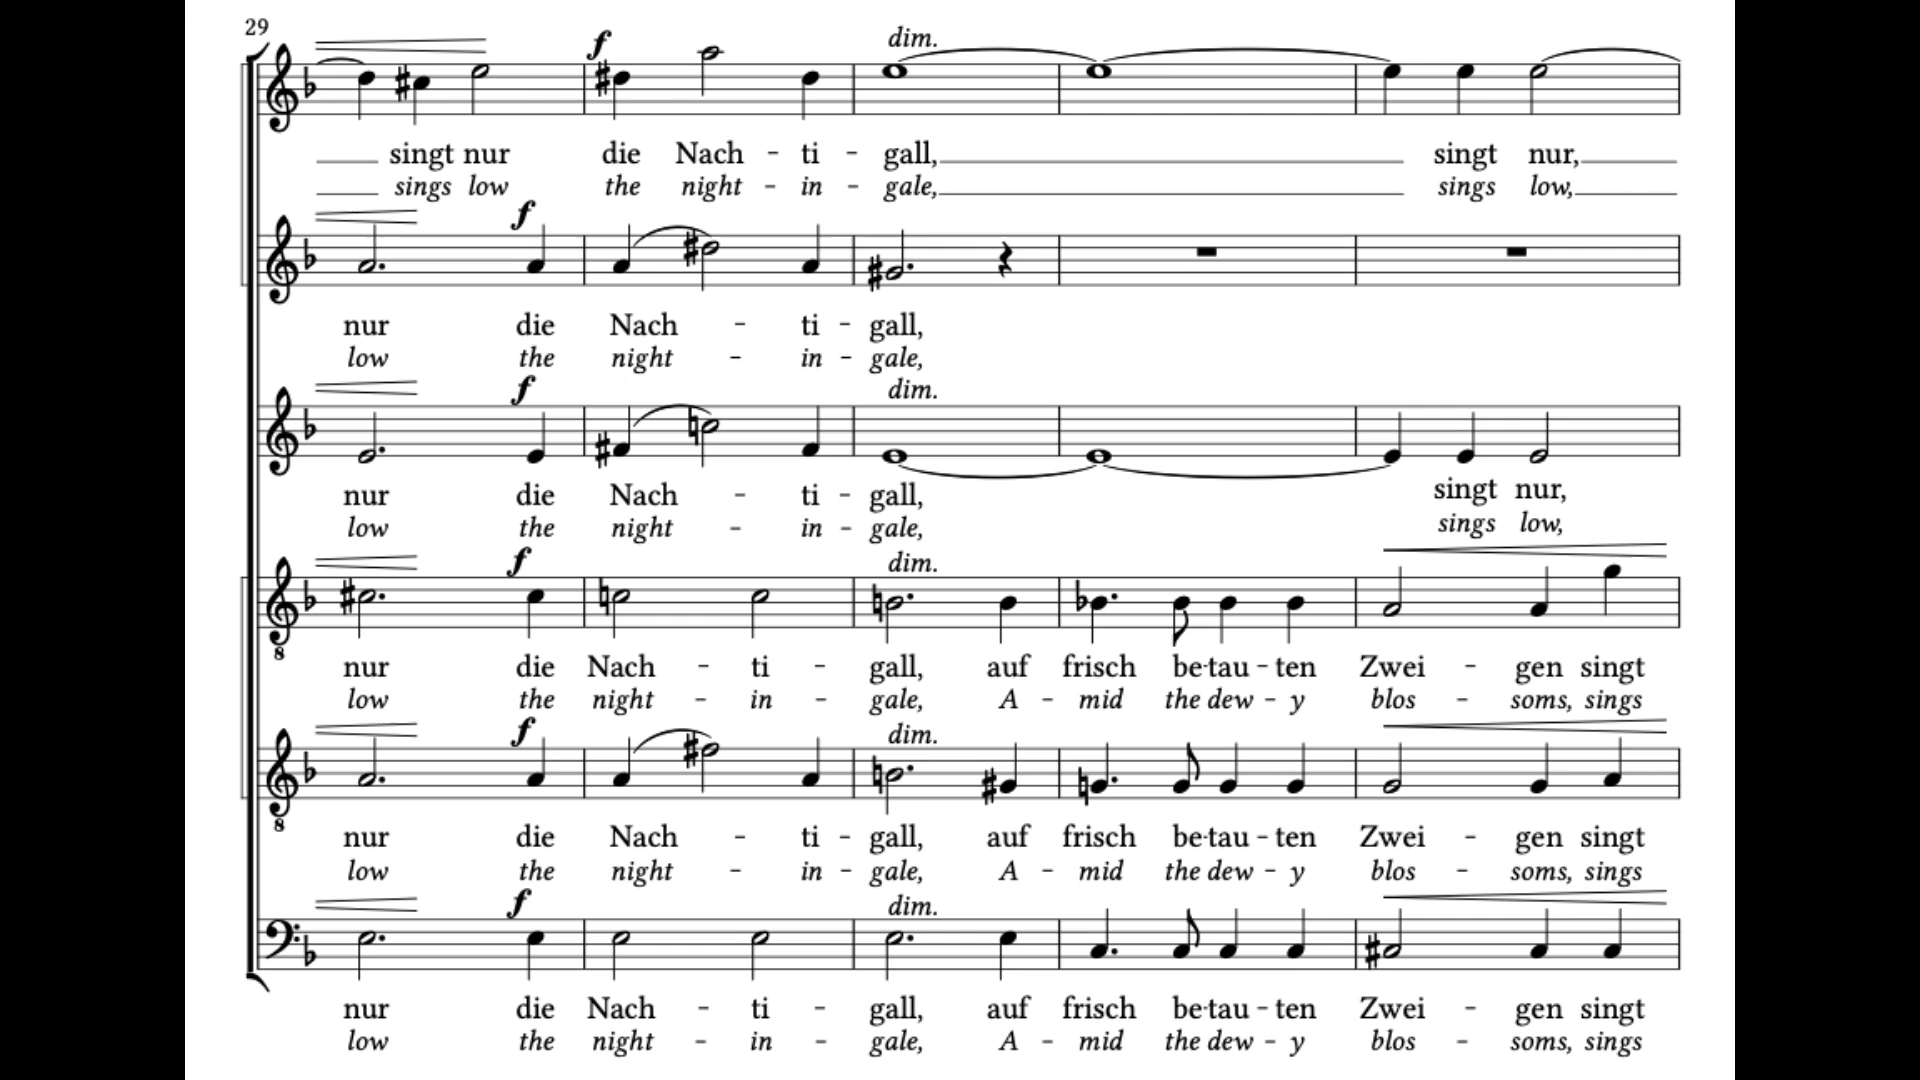 29
f dim.
singt nur die Nach - ti - gall, singt nur,
sings low the night - in - gale, sings low,
f
nur die Nach - ti - gall,
low the night - in - gale,
f dim.
nur die Nach - ti - gall, singt nur,
low the night - in - gale, sings low,
f dim.
nur die Nach - ti - gall, auf frisch be-tau - ten Zwei - gen singt
low the night - in - gale, A - mid the dew - y blos - soms, sings
f dim.
nur die Nach - ti - gall, auf frisch be-tau - ten Zwei - gen singt
low the night - in - gale, A - mid the dew - y blos - soms, sings
f dim.
nur die Nach - ti - gall, auf frisch be-tau - ten Zwei - gen singt
low the night - in - gale, A - mid the dew - y blos - soms, sings